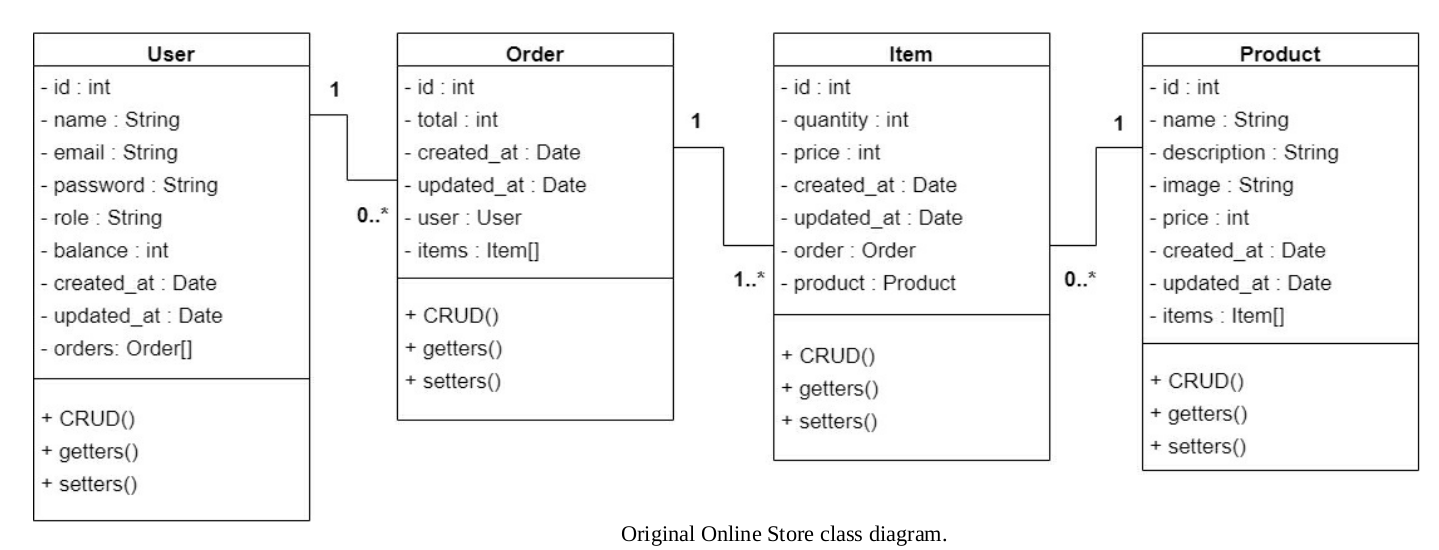 User
- id : int
- name : String
- email : String
- password : String
- role : String
- balance : int
- created_at : Date
- updated_at : Date
- orders: Order[]
+ CRUD()
+ getters()
+ setters()
1
0..*
Order
- id : int
- total : int
- created_at : Date
- updated_at : Date
- user : User
- items : Item[]
+ CRUD()
+ getters()
+ setters()
1
1..*
Item
- id : int
- quantity : int
- price : int
- created_at : Date
- updated_at : Date
- order : Order
- product : Product
+ CRUD()
+ getters()
+ setters()
1
0..*
Product
- id : int
- name : String
- description : String
- image : String
- price : int
- created_at : Date
- updated_at : Date
- items : Item[]
+ CRUD()
+ getters()
+ setters()
Original Online Store class diagram.